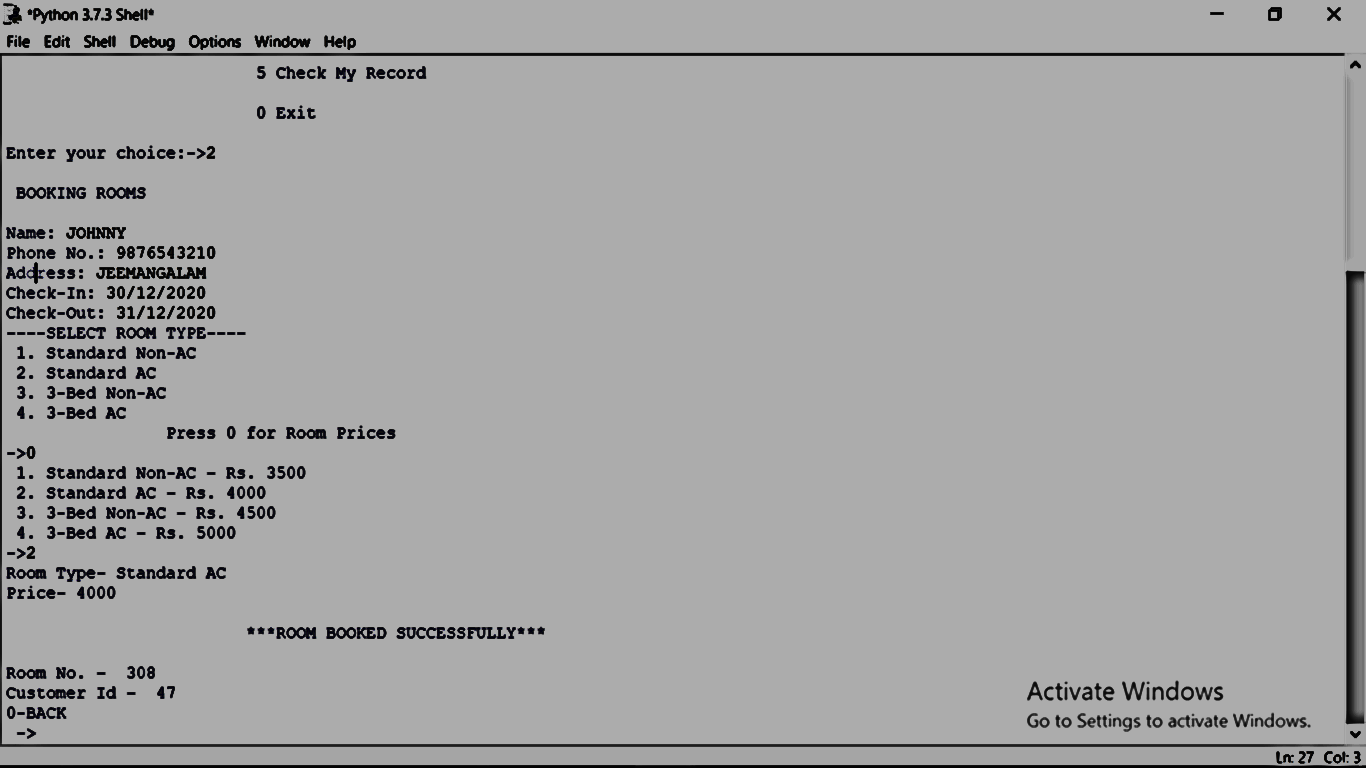 *Python 3.7.3 Shell*
File Edit Shell Debug Options Window Help
5 Check My Record
0 Exit
Enter your choice:->2
BOOKING ROOMS
Name: JOHNNY
Phone No.: 9876543210
Address: JEEMANGALAM
Check-In: 30/12/2020
Check-Out: 31/12/2020
----SELECT ROOM TYPE----
1. Standard Non-AC
2. Standard AC
3. 3-Bed Non-AC
4. 3-Bed AC
Press 0 for Room Prices
->0
1. Standard Non-AC - Rs. 3500
2. Standard AC - Rs. 4000
3. 3-Bed Non-AC - Rs. 4500
4. 3-Bed AC - Rs. 5000
->2
Room Type- Standard AC
Price- 4000
***ROOM BOOKED SUCCESSFULLY***
Room No. -  308
Customer Id -  47
0-BACK
->
Activate Windows
Go to Settings to activate Windows.
Ln: 27 Col: 3